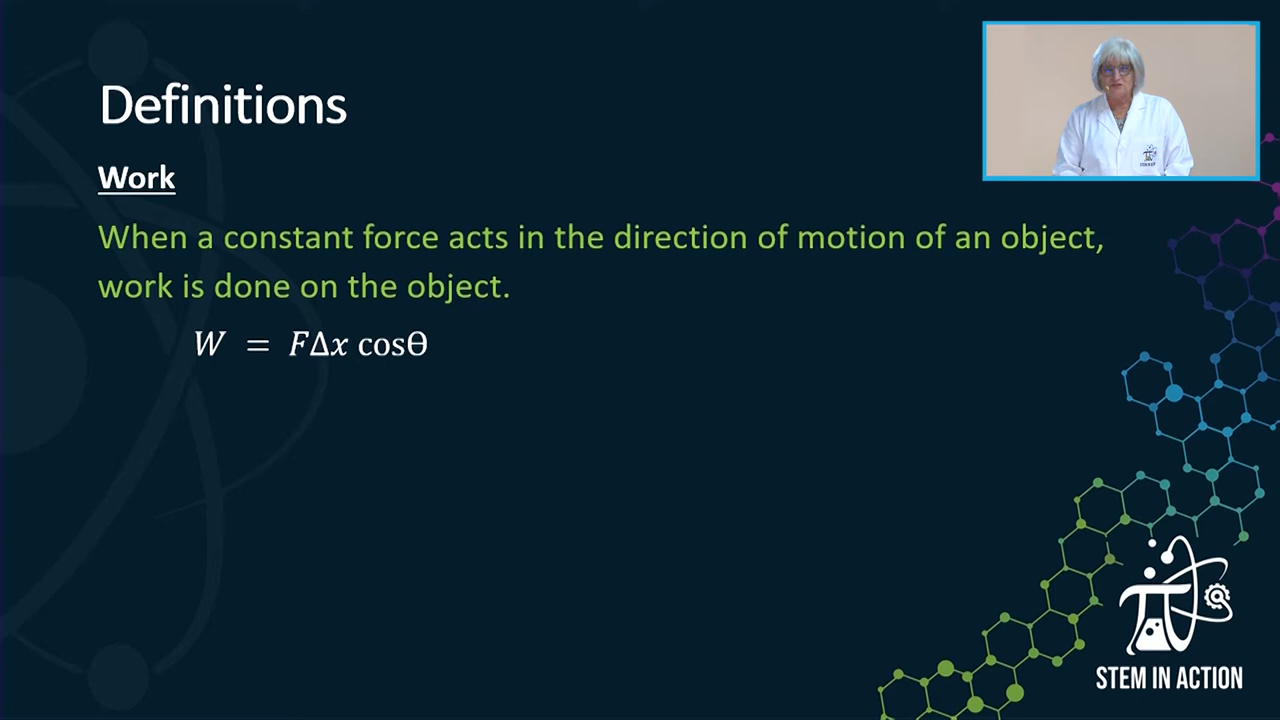 Definitions
Work
When a constant force acts in the direction of motion of an object,
work is done on the object.
W = FΔx cosθ
STEM IN ACTION